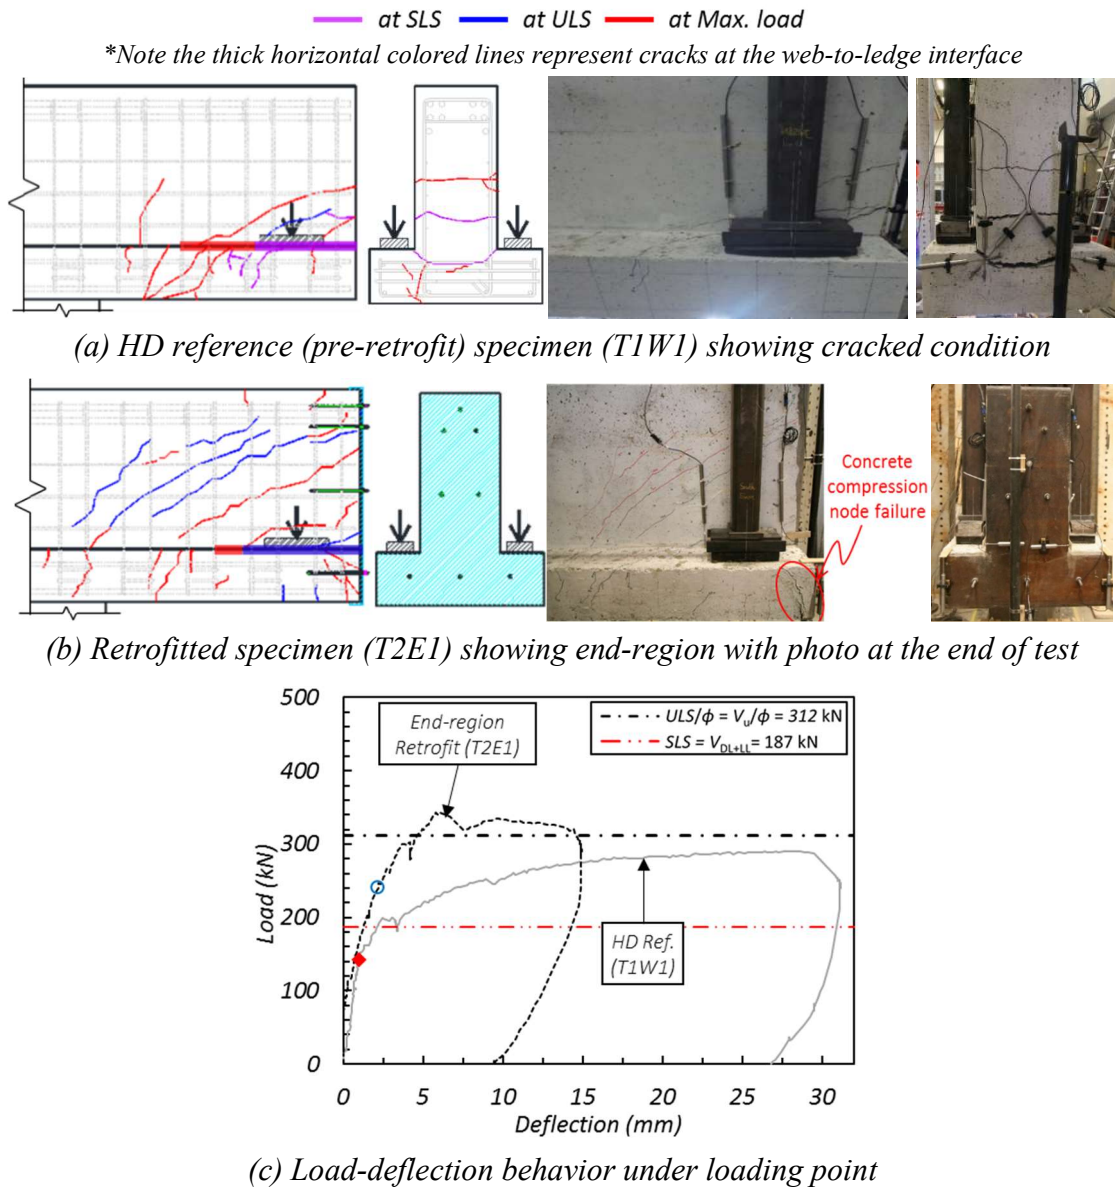 at SLS at ULS at Max. load
*Note the thick horizontal colored lines represent cracks at the web-to-ledge interface
(a) HD reference (pre-retrofit) specimen (T1W1) showing cracked condition
Concrete
compression
node failure
(b) Retrofitted specimen (T2E1) showing end-region with photo at the end of test
500
400
300
200
100
0
Load (kN)
End-region
Retrofit (T2E1)
ULS/ϕ = Vu/ϕ = 312 kN
SLS = VDL+LL= 187 kN
HD Ref.
(T1W1)
0 5 10 15 20 25 30
Deflection (mm)
(c) Load-deflection behavior under loading point